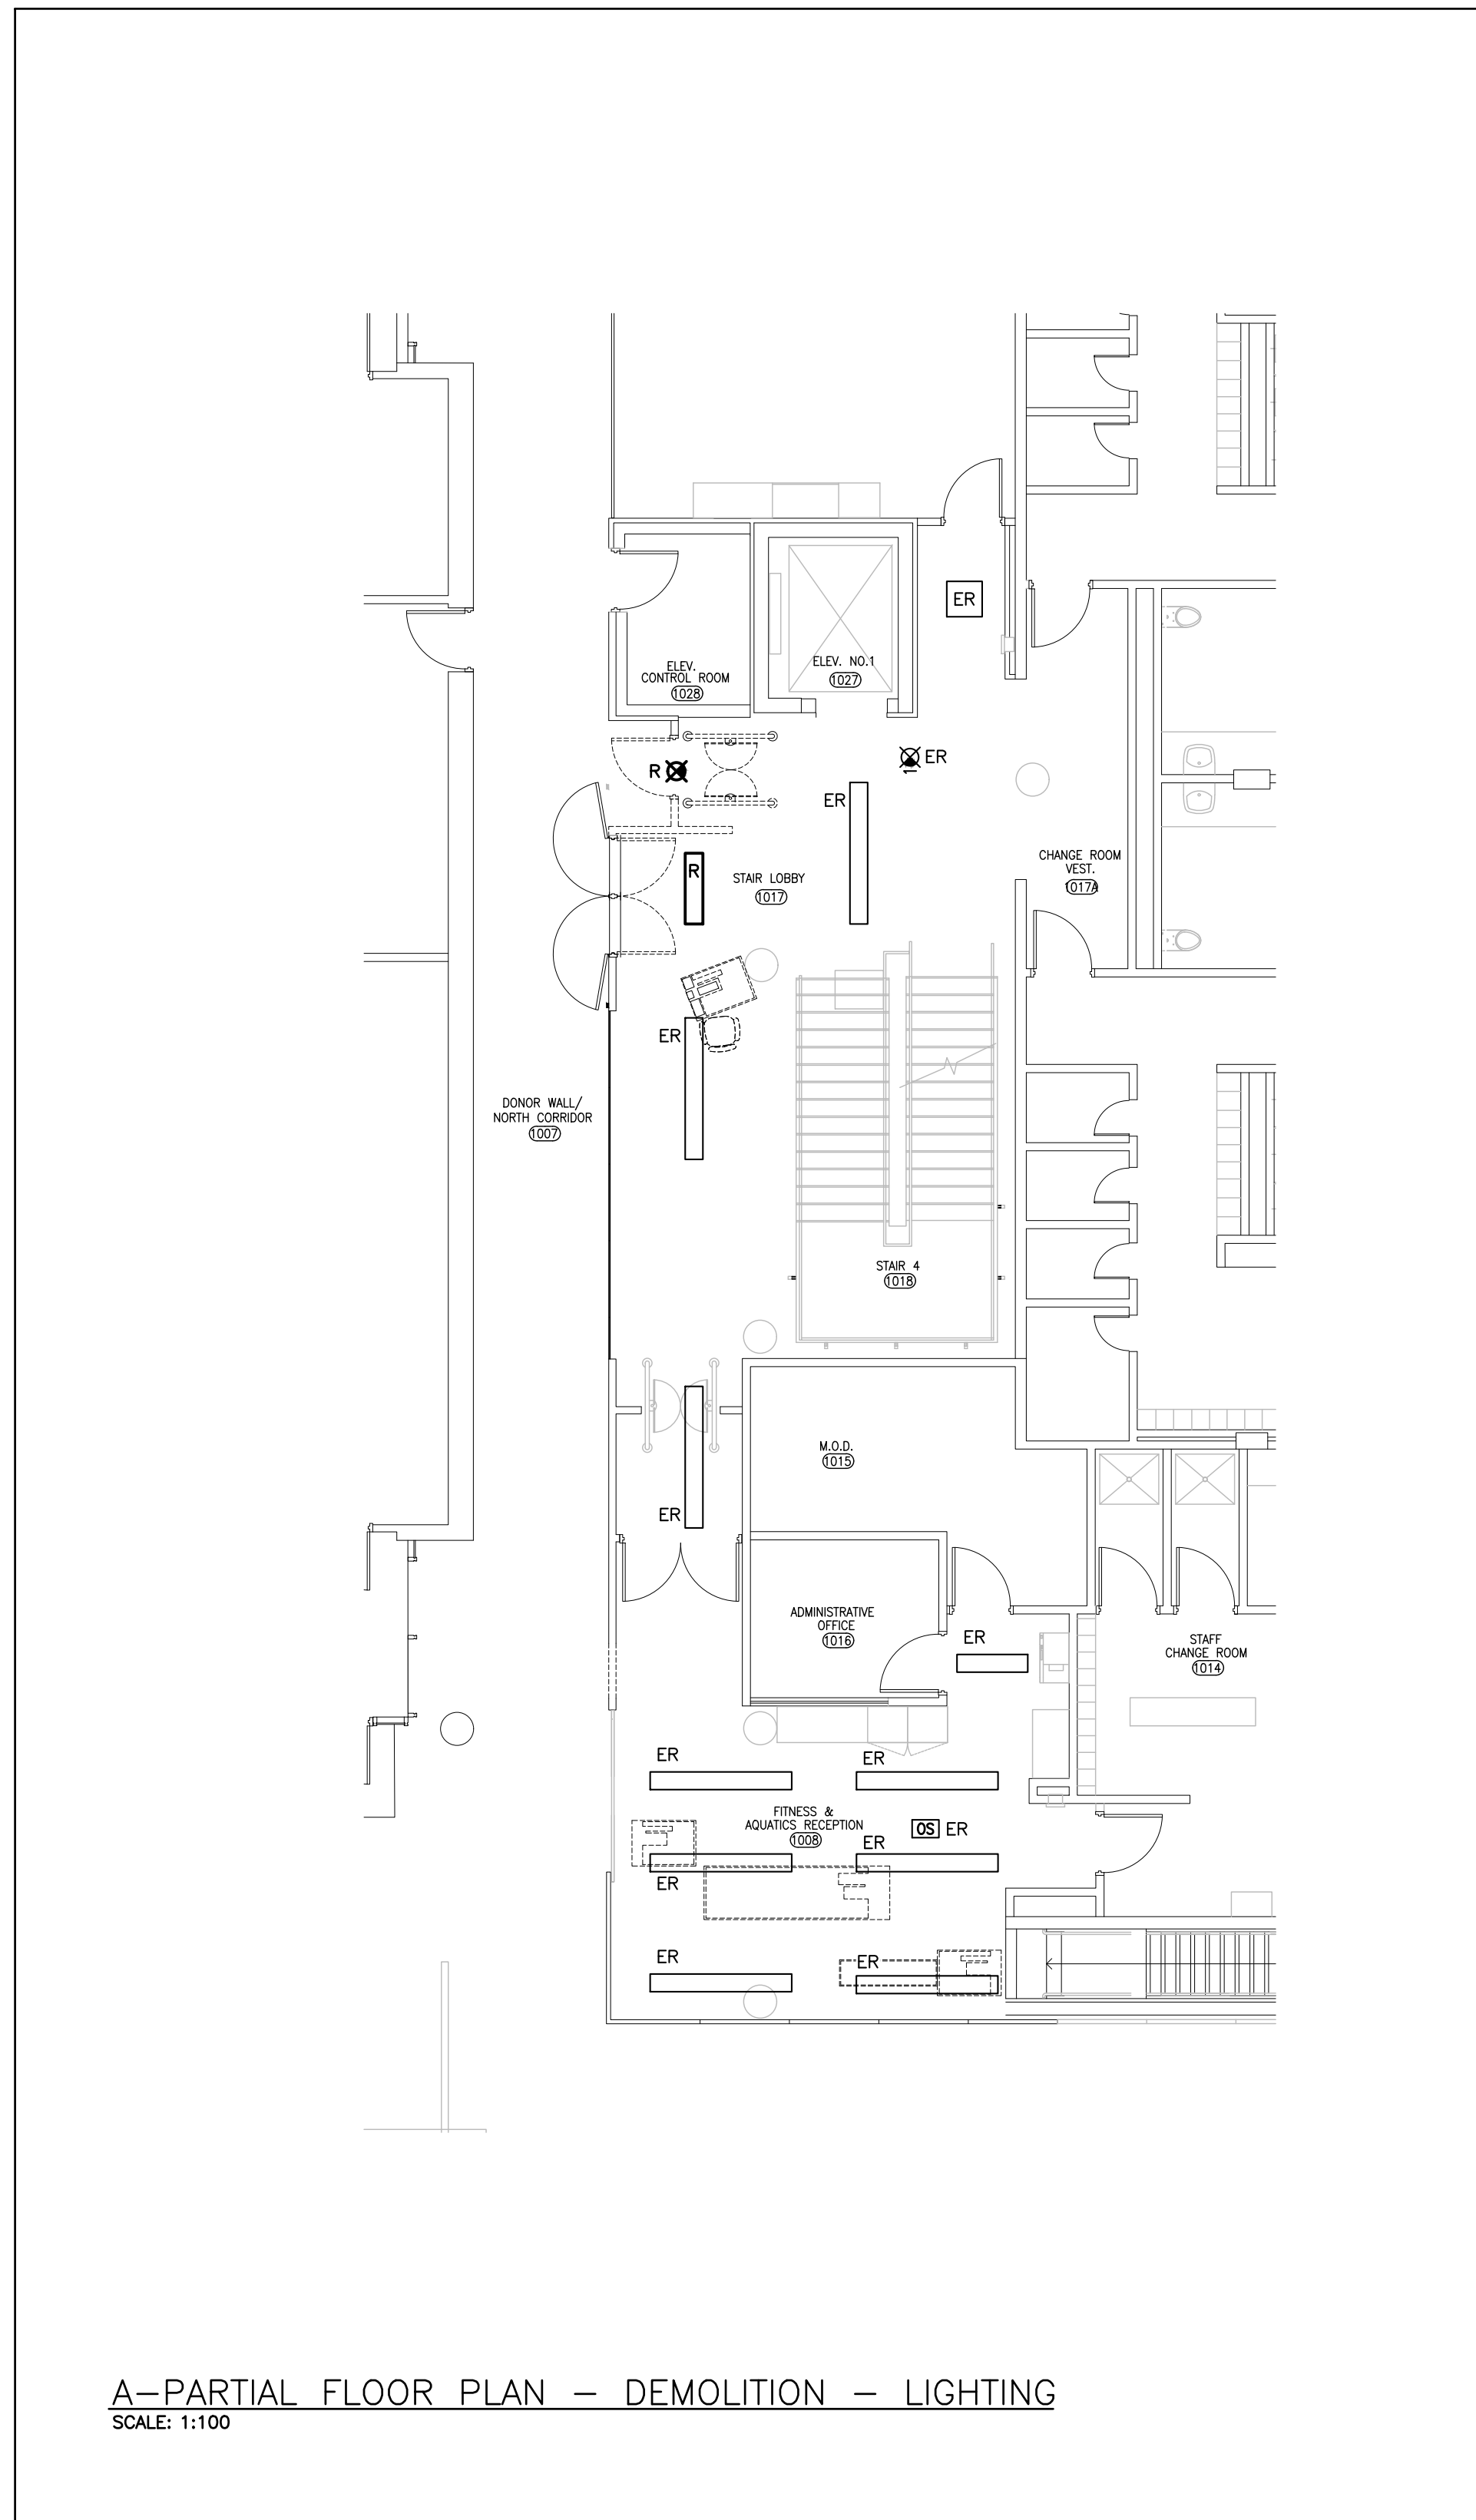 ER
ELEV.
CONTROL ROOM
1028
ELEV. NO.1
1027
R
1
ER
ER
R
STAIR LOBBY
1017
CHANGE ROOM
VEST.
1017A
ER
DONOR WALL/
NORTH CORRIDOR
1007
STAIR 4
1018
M.O.D.
1015
ER
ADMINISTRATIVE
OFFICE
1016
ER
STAFF
CHANGE ROOM
1014
ER
ER
FITNESS &
AQUATICS RECEPTION
1008
OS ER
ER
ER
ER
ER
A-PARTIAL FLOOR PLAN - DEMOLITION - LIGHTING
SCALE: 1:100